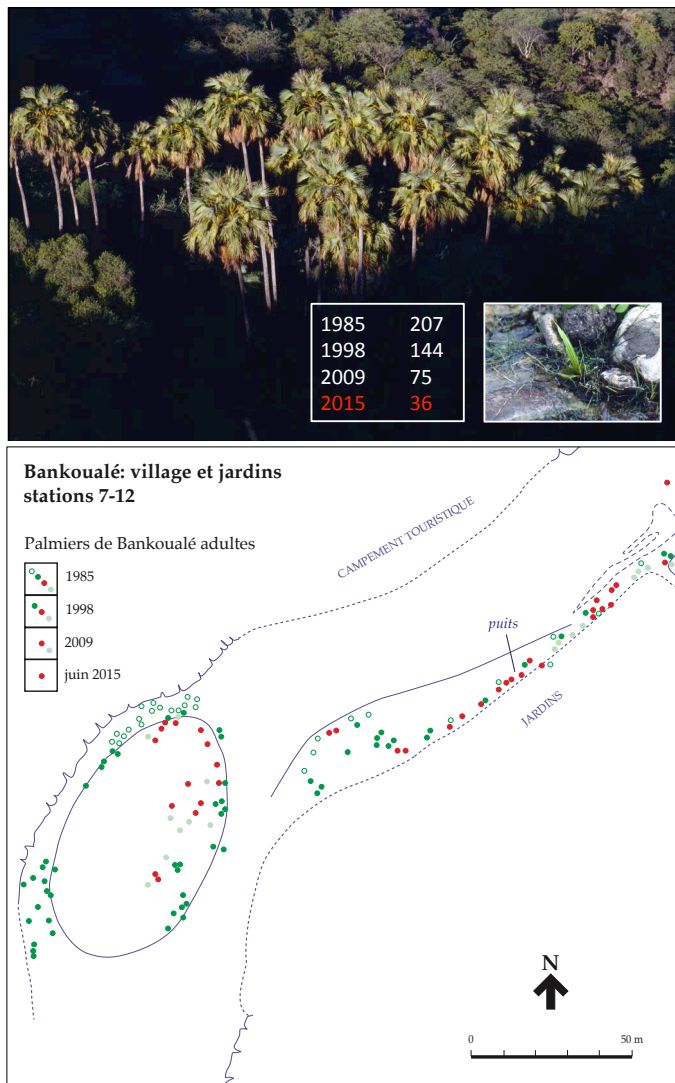 1985 207
1998 144
2009 75
2015 36
Bankoualé: village et jardins
stations 7-12
Palmiers de Bankoualé adultes
1985
1998
2009
juin 2015
CAMPEMENT TOURISTIQUE
puits
JARDINS
N
0 50 m